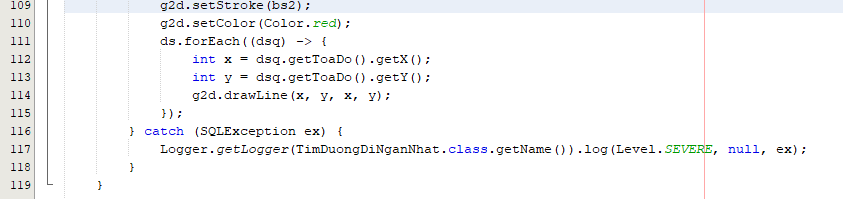 109 g2d.setStroke(bs2);
110 g2d.setColor(Color.red);
111 ds.forEach((dsq) -> {
112 int x = dsq.getToaDo().getX();
113 int y = dsq.getToaDo().getY();
114 g2d.drawLine(x, y, x, y);
115 });
116 } catch (SQLException ex) {
117 Logger.getLogger(TimDuongDiNganNhat.class.getName()).log(Level.SEVERE, null, ex);
118 }
119 }